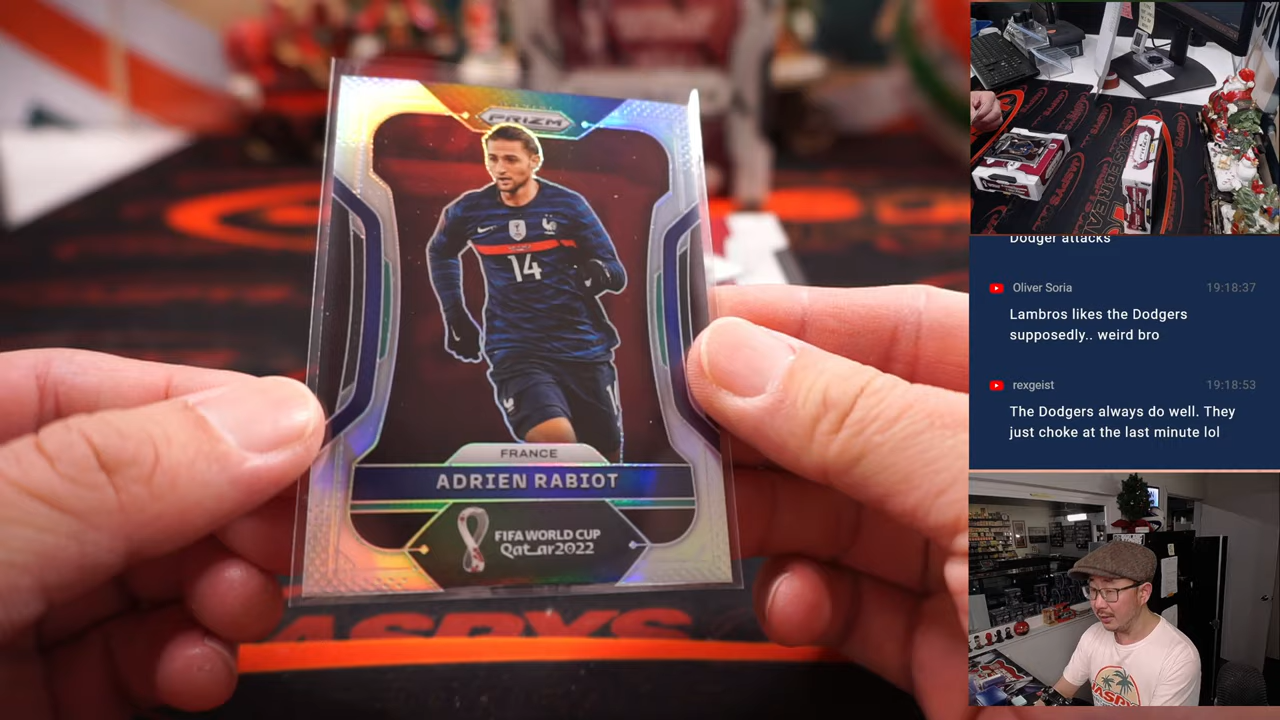 PRIZM
14
FRANCE
ADRIEN RABIOT
FIFA WORLD CUP
Qatar2022
Dodger attacks
Oliver Soria 19:18:37
Lambros likes the Dodgers
supposedly.. weird bro
rexgeist 19:18:53
The Dodgers always do well. They
just choke at the last minute lol